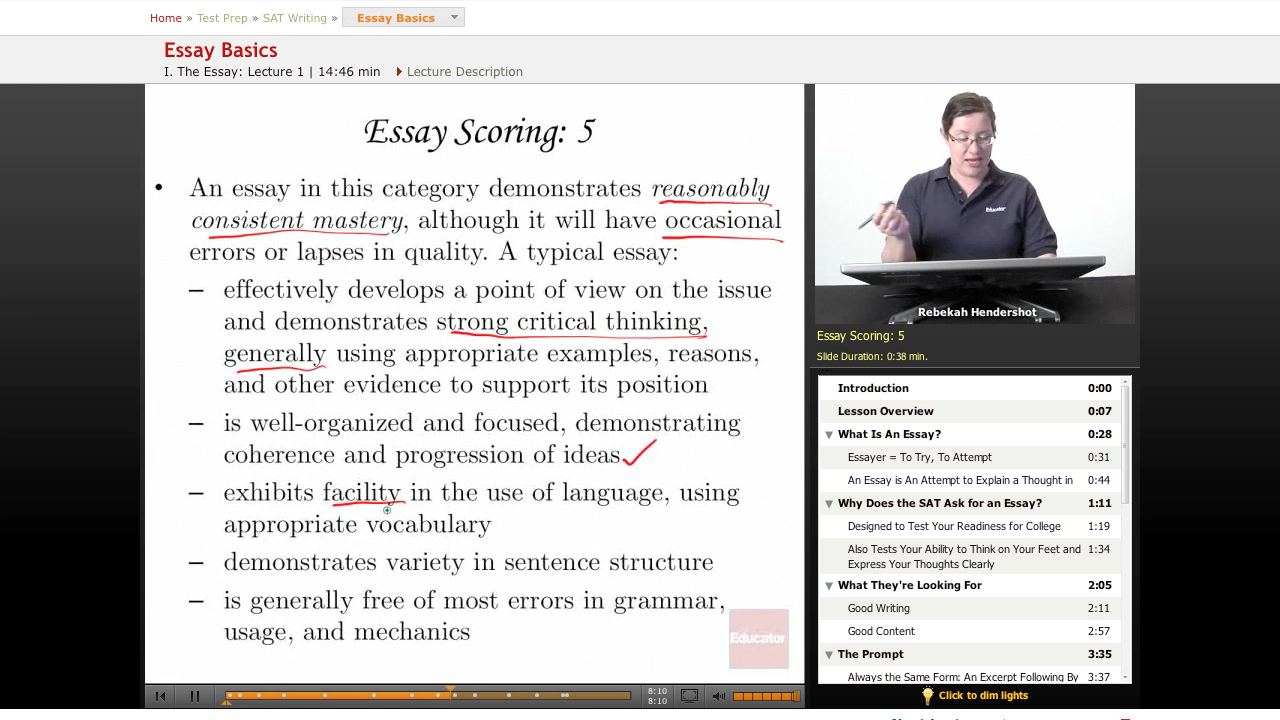 Home » Test Prep » SAT Writing » Essay Basics
Essay Basics
I. The Essay: Lecture 1 | 14:46 min Lecture Description
Essay Scoring: 5
• An essay in this category demonstrates reasonably
consistent mastery, although it will have occasional
errors or lapses in quality. A typical essay:
– effectively develops a point of view on the issue
and demonstrates strong critical thinking,
generally using appropriate examples, reasons,
and other evidence to support its position
– is well-organized and focused, demonstrating
coherence and progression of ideas
– exhibits facility in the use of language, using
appropriate vocabulary
– demonstrates variety in sentence structure
– is generally free of most errors in grammar,
usage, and mechanics
Educator
8:10
8:10
Educator
Rebekah Hendershot
Essay Scoring: 5
Slide Duration: 0:38 min.
Introduction 0:00
Lesson Overview 0:07
What Is An Essay? 0:28
Essayer = To Try, To Attempt 0:31
An Essay is An Attempt to Explain a Thought in 0:44
Why Does the SAT Ask for an Essay? 1:11
Designed to Test Your Readiness for College 1:19
Also Tests Your Ability to Think on Your Feet and 1:34
Express Your Thoughts Clearly
What They're Looking For 2:05
Good Writing 2:11
Good Content 2:57
The Prompt 3:35
Always the Same Form: An Excerpt Following By 3:37
Click to dim lights